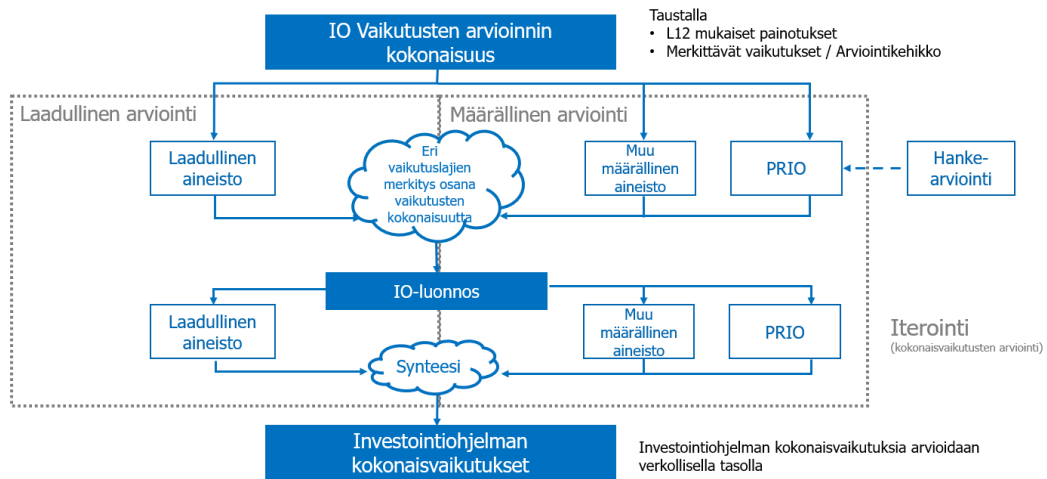 IO Vaikutusten arvioinnin
kokonaisuus
Taustalla
• L12 mukaiset painotukset
• Merkittävät vaikutukset / Arviointikehikko
Laadullinen arviointi
Määrällinen arviointi
Laadullinen
aineisto
Eri
vaikutuslajien
merkitys osana
vaikutusten
kokonaisuutta
Muu
määrällinen
aineisto
PRIO
Hanke-
arviointi
IO-luonnos
Laadullinen
aineisto
Synteesi
Muu
määrällinen
aineisto
PRIO
Iterointi
(kokonaisvaikutusten arviointi)
Investointiohjelman
kokonaisvaikutukset
Investointiohjelman kokonaisvaikutuksia arvioidaan
verkollisella tasolla